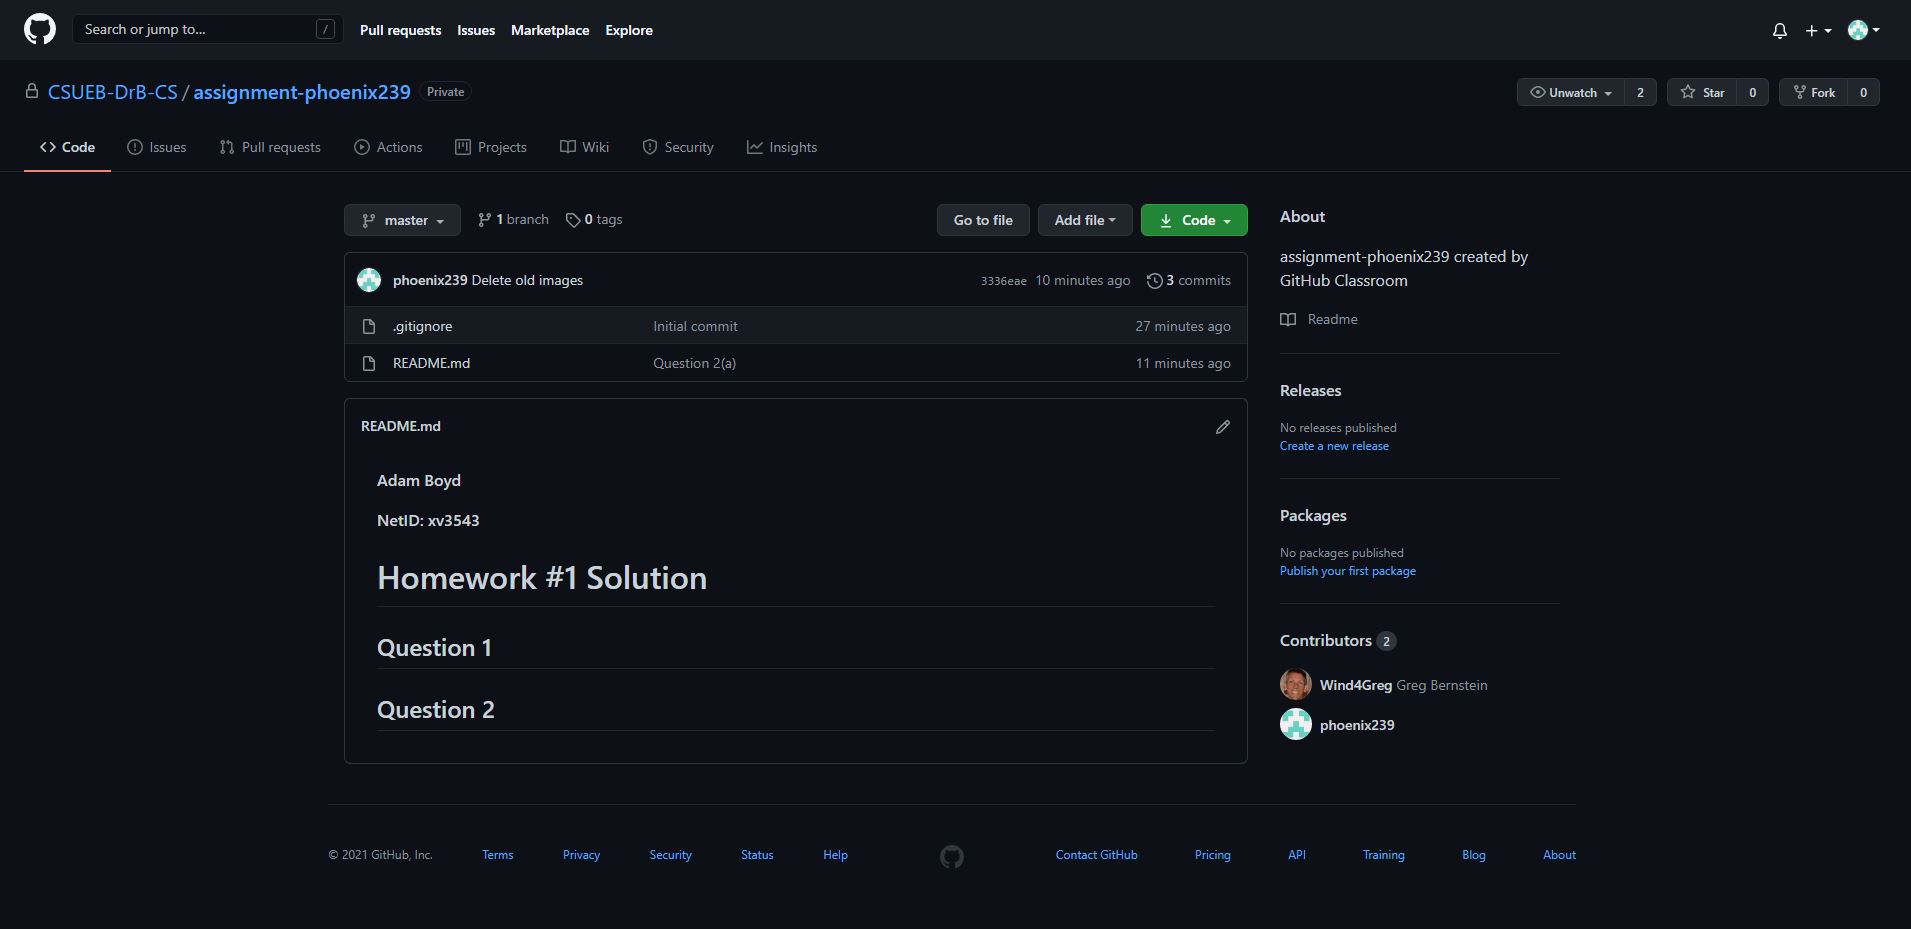 Search or jump to... /
Pull requests Issues Marketplace Explore
CSUEB-DrB-CS / assignment-phoenix239 Private
Unwatch 2 Star 0 Fork 0
Code Issues Pull requests Actions Projects Wiki Security Insights
master 1 branch 0 tags
Go to file Add file Code
phoenix239 Delete old images 3336eae 10 minutes ago 3 commits
.gitignore Initial commit 27 minutes ago
README.md Question 2(a) 11 minutes ago
README.md
Adam Boyd
NetID: xv3543
Homework #1 Solution
Question 1
Question 2
About
assignment-phoenix239 created by
GitHub Classroom
Readme
Releases
No releases published
Create a new release
Packages
No packages published
Publish your first package
Contributors 2
Wind4Greg Greg Bernstein
phoenix239
© 2021 GitHub, Inc. Terms Privacy Security Status Help Contact GitHub Pricing API Training Blog About